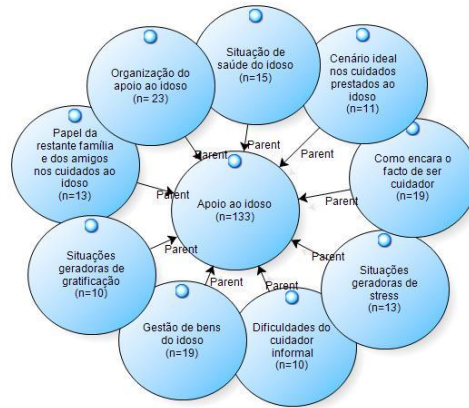 Situação de
saúde do idoso
(n=15)
Cenário ideal
nos cuidados
prestados ao
idoso
(n=11)
Como encara o
facto de ser
cuidador
(n=19)
Situações
geradoras de
stress
(n=13)
Dificuldades do
cuidador
informal
(n=10)
Gestão de bens
do idoso
(n=19)
Situações
geradoras de
gratificação
(n=10)
Papel da
restante família
e dos amigos
nos cuidados ao
idoso
(n=13)
Organização do
apoio ao idoso
(n= 23)
Apoio ao idoso
(n=133)
Parent
Parent
Parent
Parent
Parent
Parent
Parent
Parent
Parent